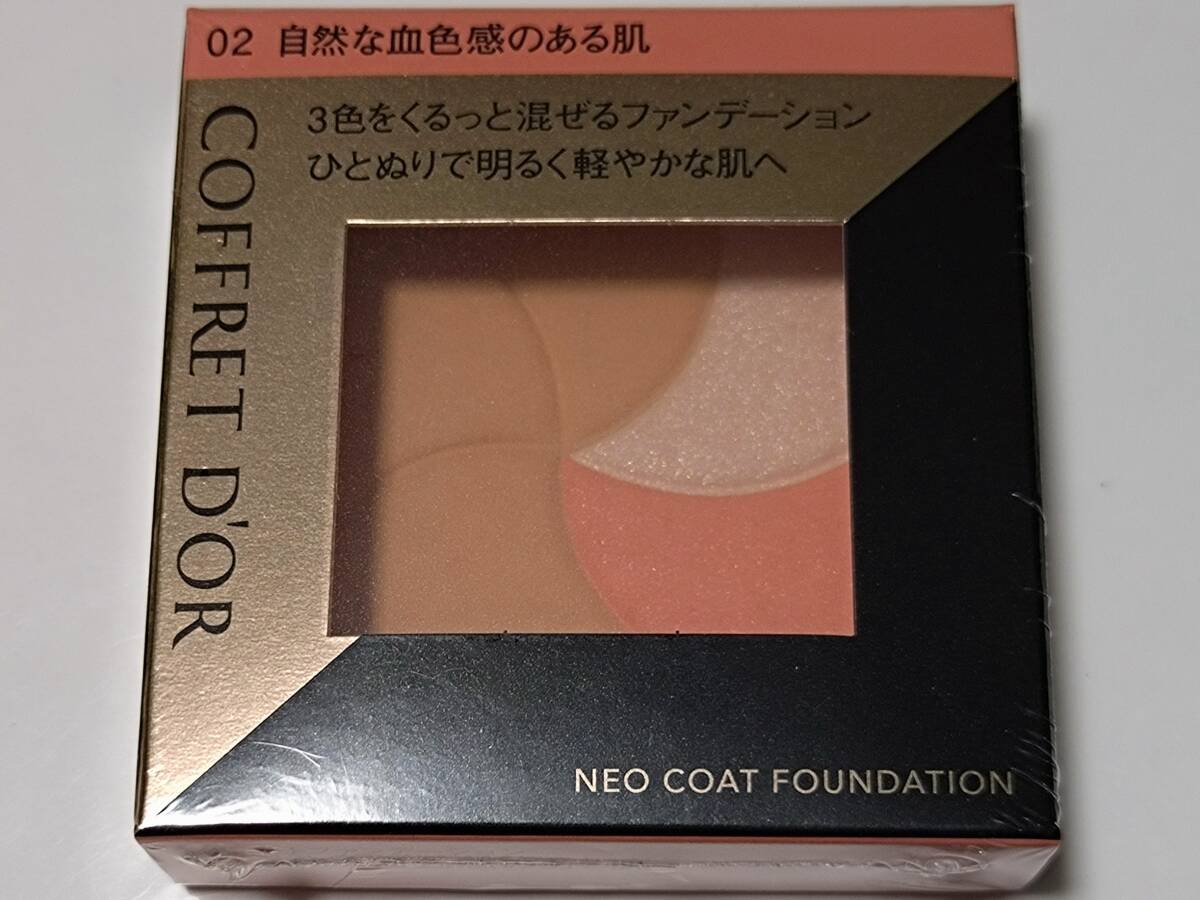 02 自然な血色感のある肌
3色をくるっと混ぜるファンデーション
ひとぬりで明るく軽やかな肌へ
COFFRET D'OR
NEO COAT FOUNDATION